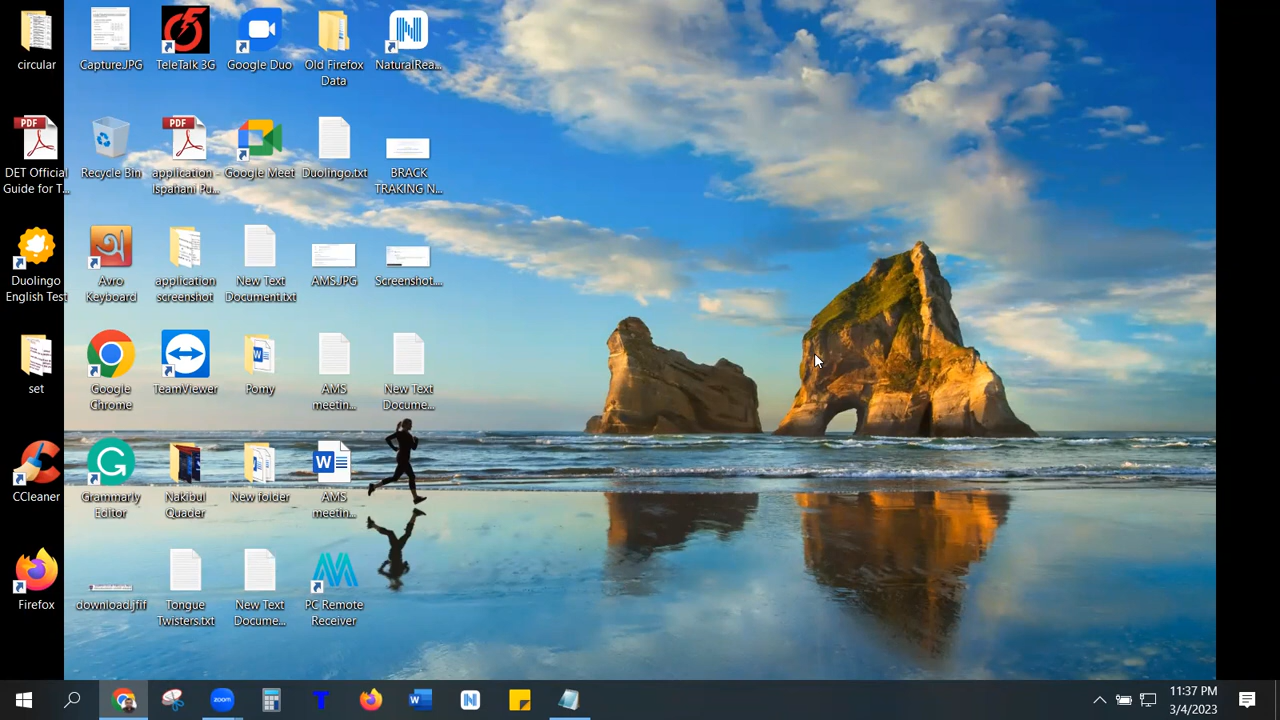 circular
Capture.JPG
TeleTalk 3G
Google Duo
Old Firefox
Data
NaturalRea...
PDF
DET Official
Guide for T...
Recycle Bin
PDF
application -
Ispahani Pu...
Google Meet
Duolingo.txt
BRACK
TRAKING N...
Duolingo
English Test
অ
Avro
Keyboard
application
screenshot
New Text
Document.txt
AMS.JPG
Screenshot....
set
Google
Chrome
TeamViewer
Pomy
AMS
meetin...
New Text
Docume...
CCleaner
Grammarly
Editor
Nakibul
Quader
New folder
W
AMS
meetin...
Firefox
download.jfif
Tongue
Twisters.txt
New Text
Docume...
PC Remote
Receiver
zoom
T
W
N
11:37 PM
3/4/2023